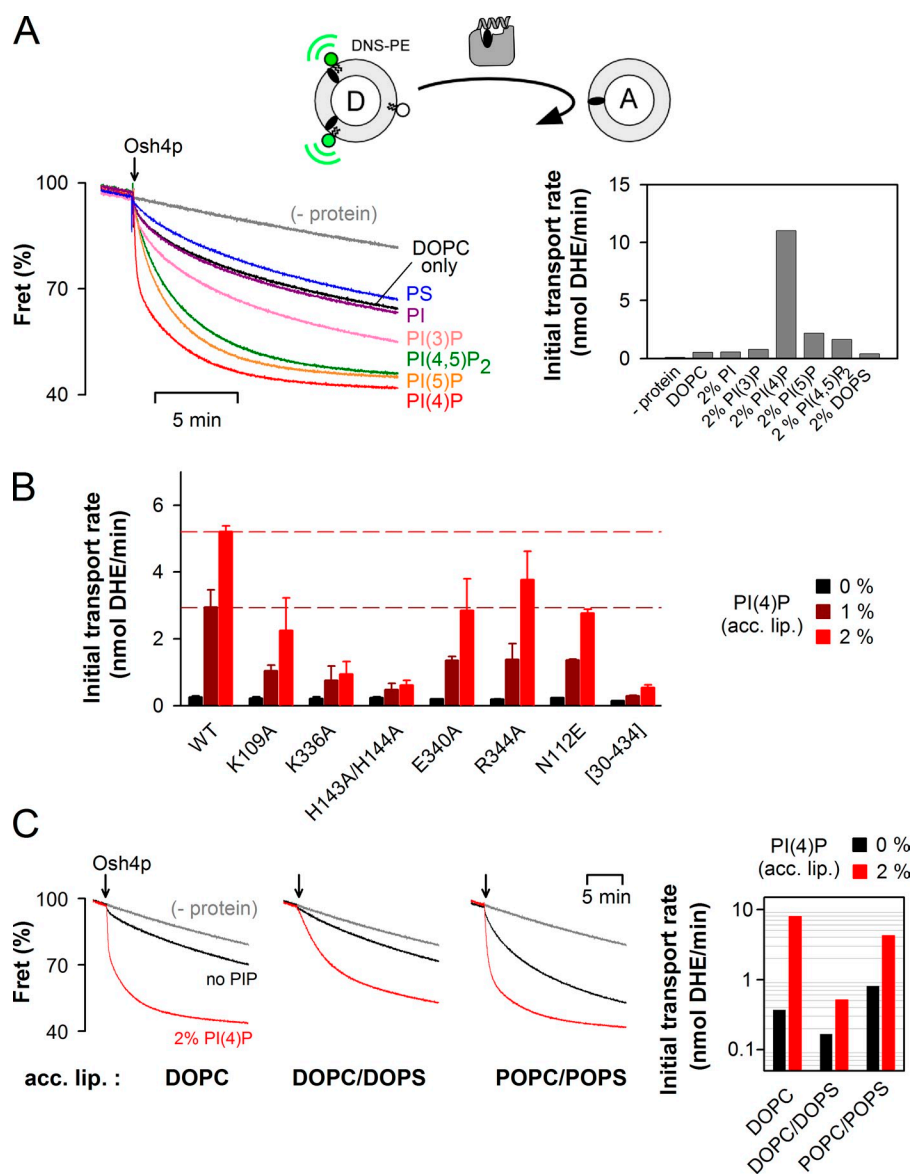 A
DNS-PE
D
A
Osh4p
100
70
40
Fret (%)
(- protein)
DOPC
only
PS
PI
PI(3)P
PI(4,5)P2
PI(5)P
PI(4)P
5 min
Initial transport rate
(nmol DHE/min)
15
10
5
0
- protein
DOPC
2% PI
2% PI(3)P
2% PI(4)P
2% PI(5)P
2 % PI(4,5)P2
2% DOPS
B
Initial transport rate
(nmol DHE/min)
6
4
2
0
WT
K109A
K336A
H143A/H144A
E340A
R344A
N112E
[30-434]
PI(4)P
(acc. lip.)
0 %
1 %
2 %
C
Osh4p
100
70
40
Fret (%)
(- protein)
no PIP
2% PI(4)P
5 min
acc. lip. : DOPC DOPC/DOPS POPC/POPS
PI(4)P
(acc. lip.)
0 %
2 %
Initial transport rate
(nmol DHE/min)
10
1
0.1
DOPC
DOPC/DOPS
POPC/POPS